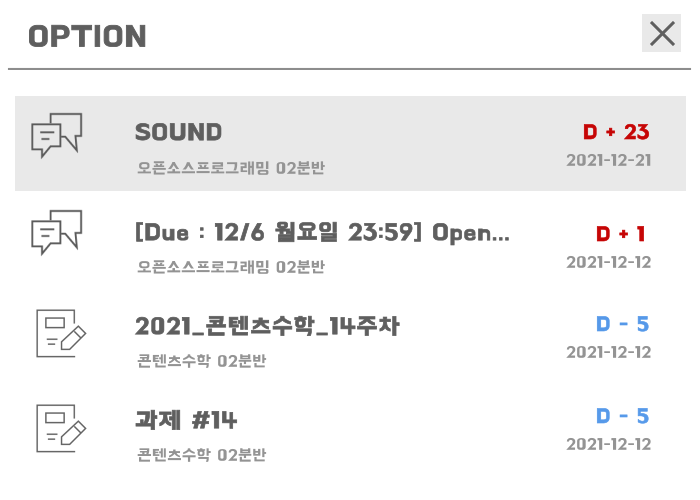 OPTION
SOUND
D + 23
오픈소스프로그래밍 02분반
2021-12-21
[Due : 12/6 월요일 23:59] Open...
D + 1
오픈소스프로그래밍 02분반
2021-12-12
2021_콘텐츠수학_14주차
D - 5
콘텐츠수학 02분반
2021-12-12
과제 #14
D - 5
콘텐츠수학 02분반
2021-12-12